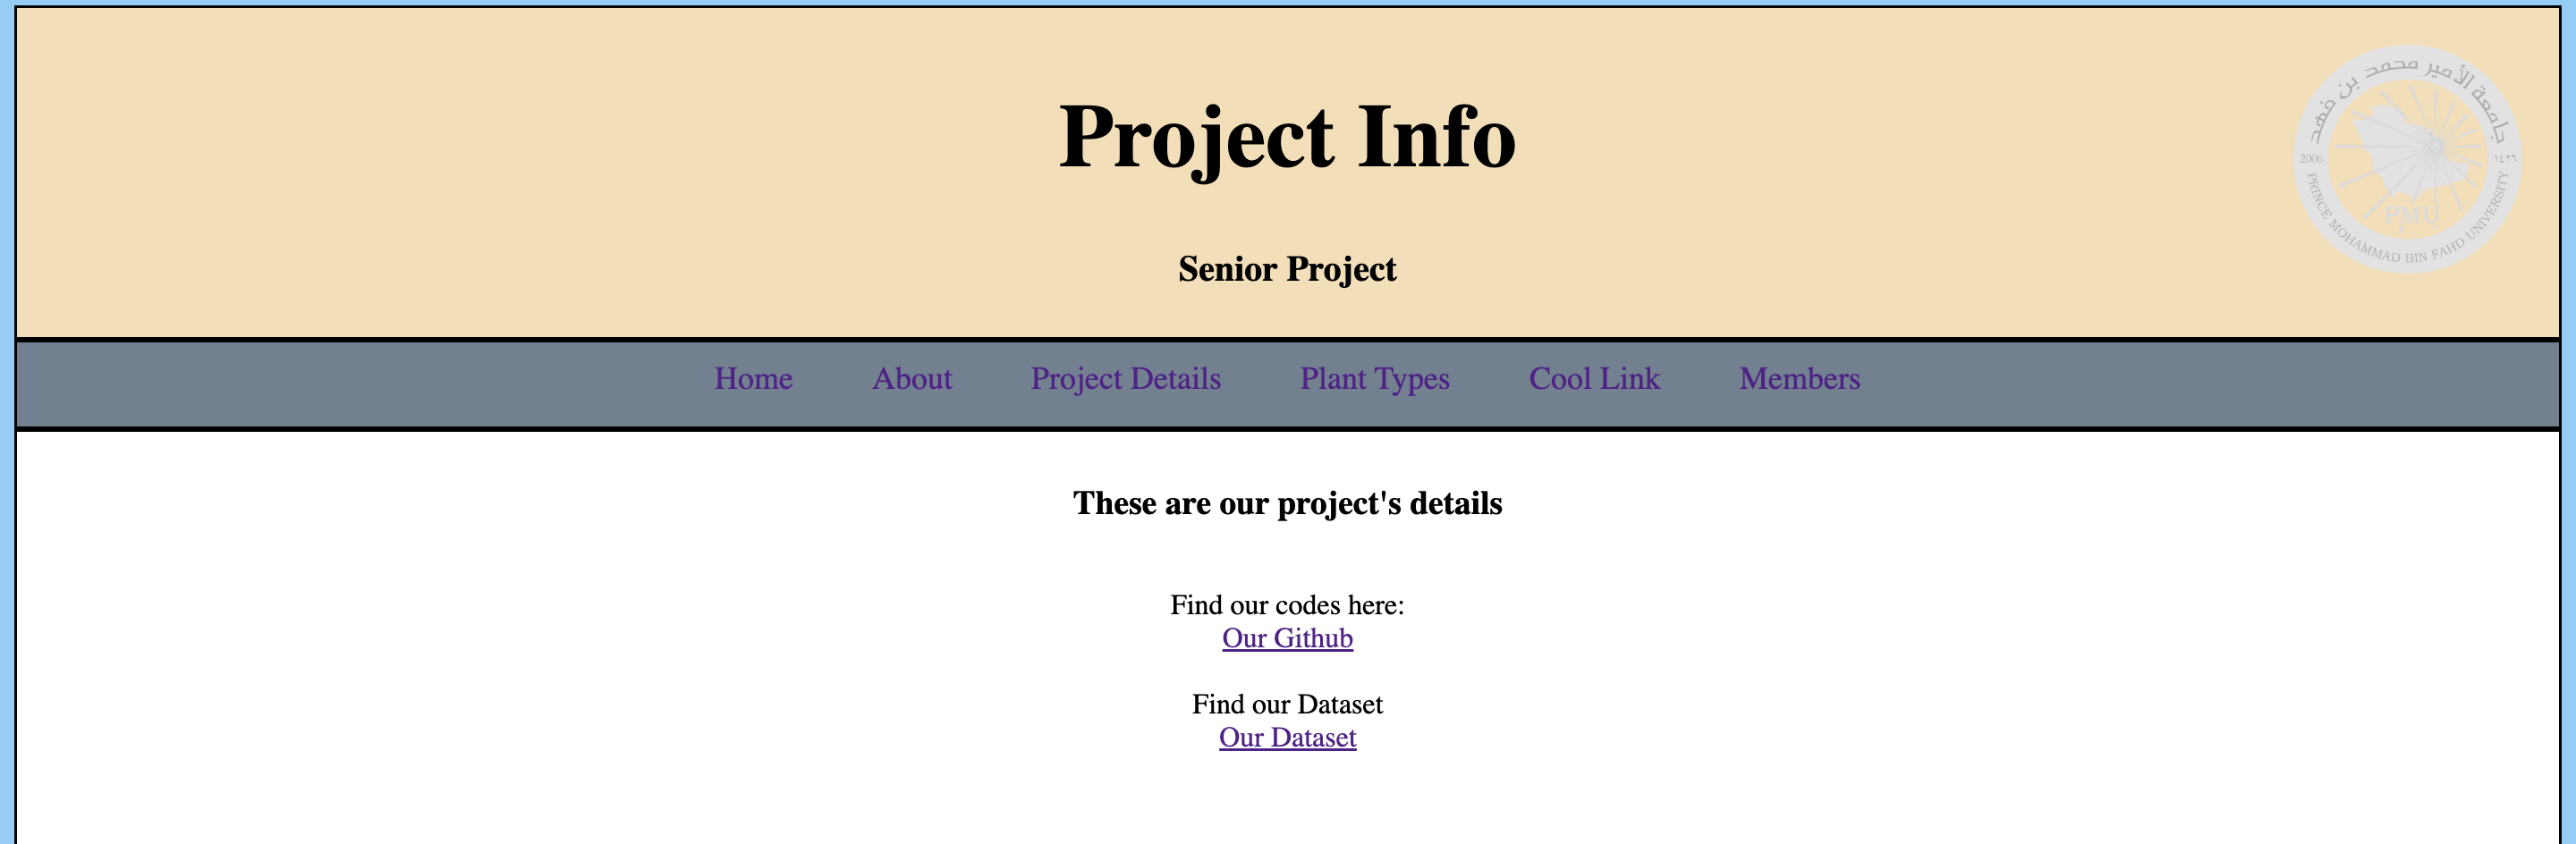 Project Info
جامعة الأمير محمد بن فهد
2006 ١٤٢٦
PMU
PRINCE MOHAMMAD BIN FAHD UNIVERSITY
Senior Project
Home About Project Details Plant Types Cool Link Members
These are our project's details
Find our codes here:
Our Github
Find our Dataset
Our Dataset